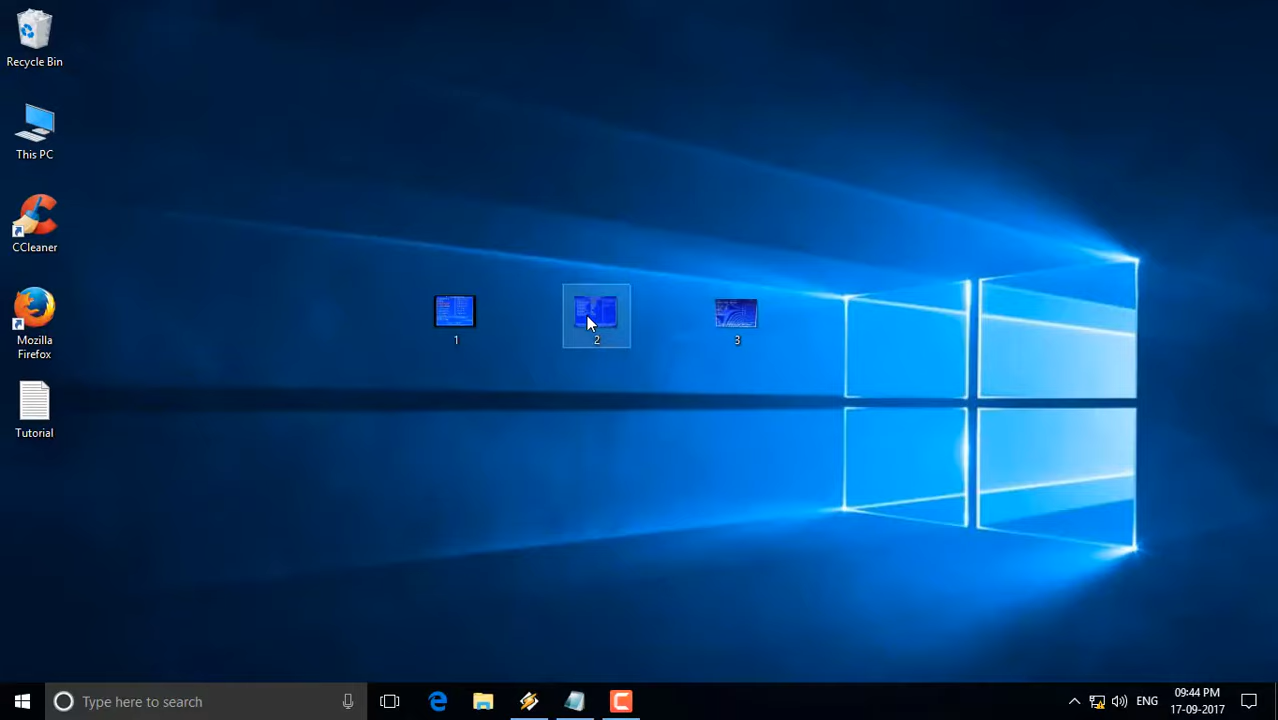 Recycle Bin
This PC
CCleaner
Mozilla
Firefox
Tutorial
1
2
3
Type here to search
ENG
09:44 PM
17-09-2017